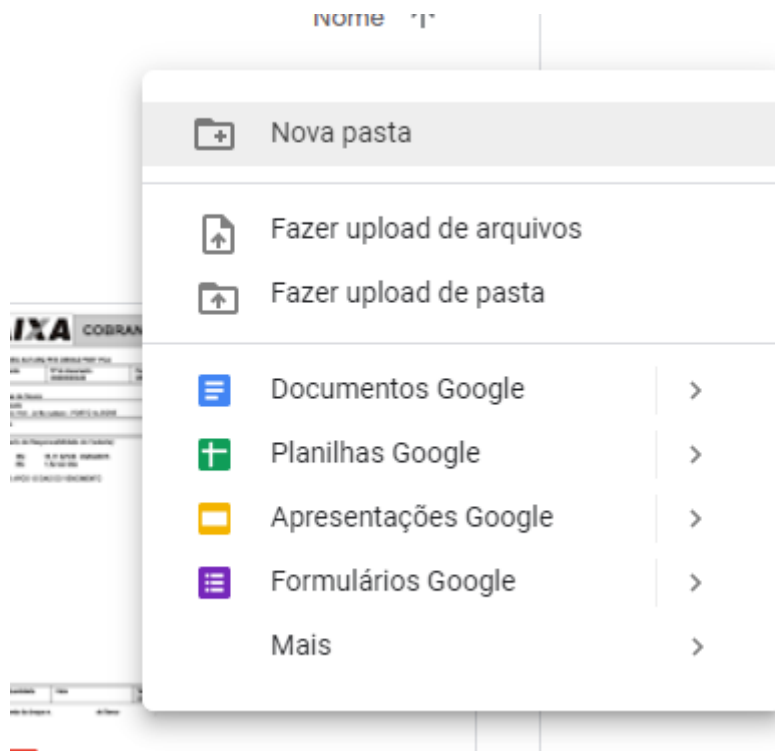 Nome
Nova pasta
Fazer upload de arquivos
Fazer upload de pasta
COBRAN
Documentos Google
Planilhas Google
Apresentações Google
Formulários Google
Mais